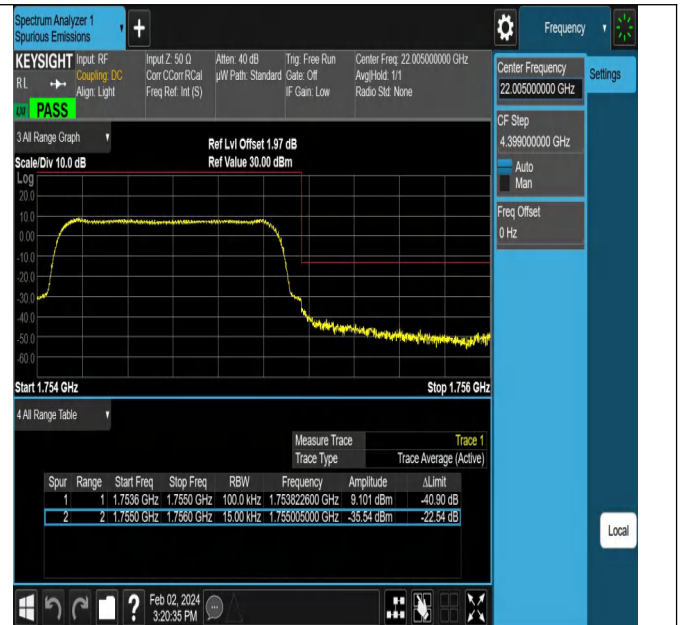 Spectrum Analyzer 1
Spurious Emissions
+
Frequency
KEYSIGHT Input: RF Input Z: 50 Ω Atten: 40 dB Trig: Free Run Center Freq: 22.005000000 GHz
RL Coupling: DC Corr CCorr RCal µW Path: Standard Gate: Off Avg|Hold: 1/1
Align: Light Freq Ref: Int (S) IF Gain: Low Radio Std: None
PASS
Center Frequency
22.005000000 GHz
Settings
CF Step
4.399000000 GHz
Auto
Man
Freq Offset
0 Hz
3 All Range Graph
Ref Lvl Offset 1.97 dB
Scale/Div 10.0 dB Ref Value 30.00 dBm
Log
20.0
10.0
0.00
-10.0
-20.0
-30.0
-40.0
-50.0
-60.0
Start 1.754 GHz Stop 1.756 GHz
4 All Range Table
Measure Trace Trace 1
Trace Type Trace Average (Active)
Spur Range Start Freq Stop Freq RBW Frequency Amplitude ΔLimit
1 1 1.7536 GHz 1.7550 GHz 100.0 kHz 1.753822600 GHz 9.101 dBm -40.90 dB
2 2 1.7550 GHz 1.7560 GHz 15.00 kHz 1.755005000 GHz -35.54 dBm -22.54 dB
Local
? Feb 02, 2024
3:20:35 PM